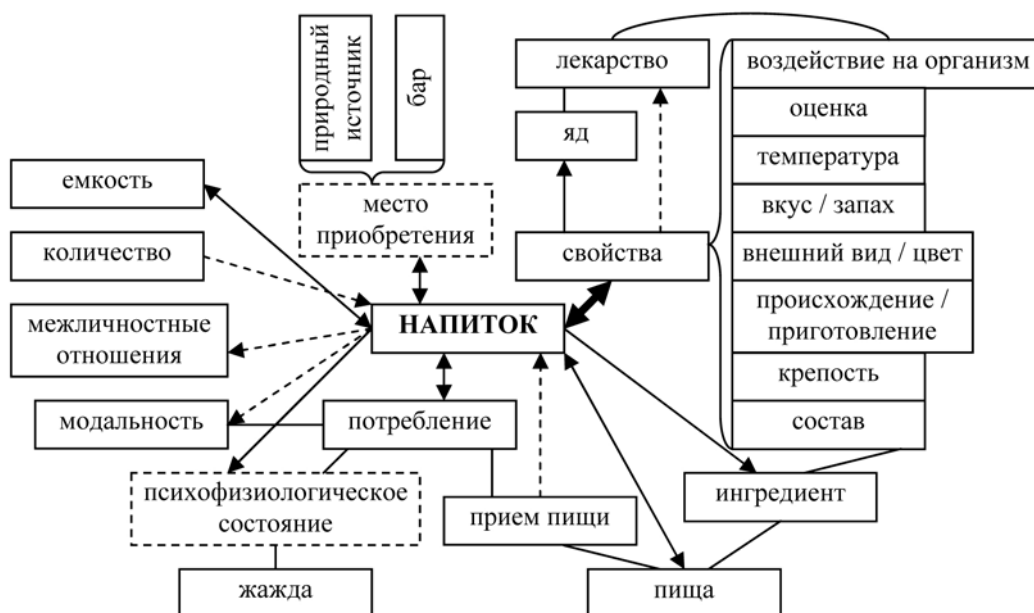 природный
источник
бар
лекарство
воздействие на организм
оценка
яд
температура
емкость
место
приобретения
вкус / запах
количество
свойства
внешний вид / цвет
межличностные
отношения
НАПИТОК
происхождение /
приготовление
крепость
модальность
потребление
состав
психофизиологическое
состояние
прием пищи
ингредиент
жажда
пища